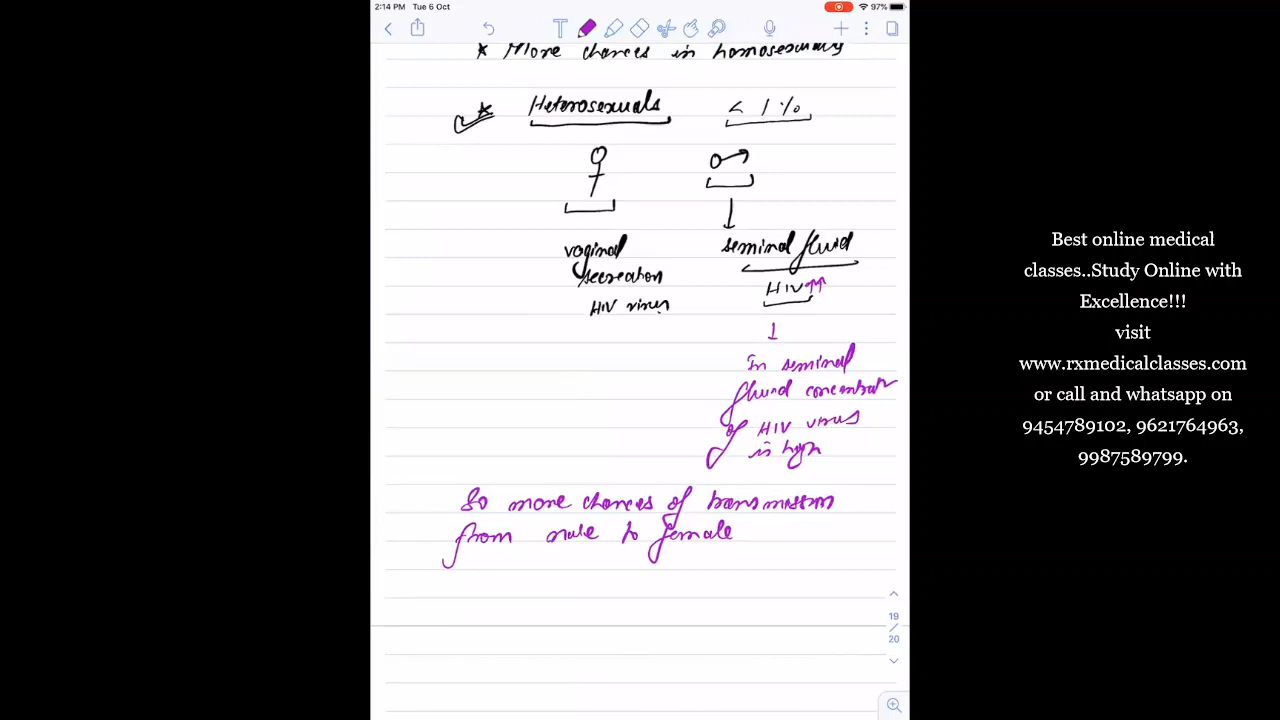 2:14 PM Tue 6 Oct
97%
* More chances in homosexuality
* Heterosexuals < 1%
vaginal
secreation
HIV virus
seminal fluid
HIV ↑↑
↓
In seminal
fluid concentrat
of HIV virus
is high
So more chances of transmission
from male to female
19
/
20
Best online medical
classes..Study Online with
Excellence!!!
visit
www.rxmedicalclasses.com
or call and whatsapp on
9454789102, 9621764963,
9987589799.